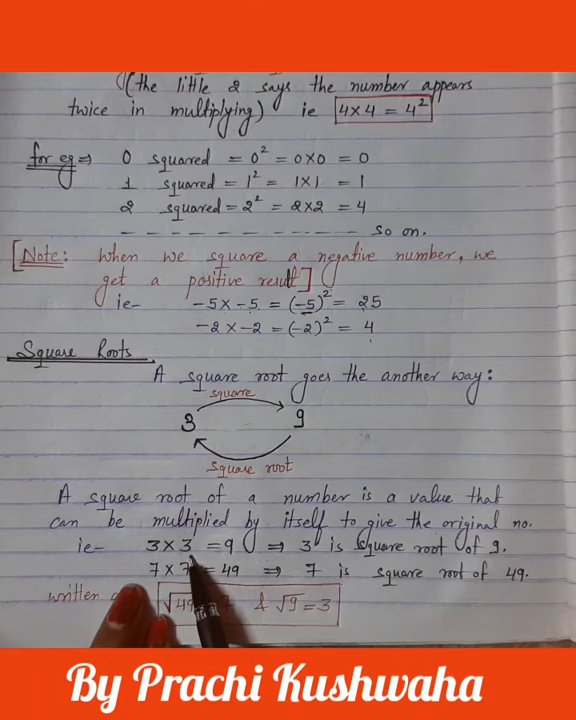 (the little 2 says the number appears
twice in multiplying) ie 4×4 = 4²
for eg ⇒ 0 squared = 0² = 0×0 = 0
1 squared = 1² = 1×1 = 1
2 squared = 2² = 2×2 = 4
so on.
[Note: When we square a negative number, we
get a positive result]
ie- -5×-5 = (-5)² = 25
-2×-2 = (-2)² = 4
Square Roots
A square root goes the another way:
square
3 9
square root
A square root of a number is a value that
can be multiplied by itself to give the original no.
ie- 3×3 = 9 ⇒ 3 is square root of 9.
7×7 = 49 ⇒ 7 is square root of 49.
written √49 = 7 & √9 = 3
By Prachi Kushwaha